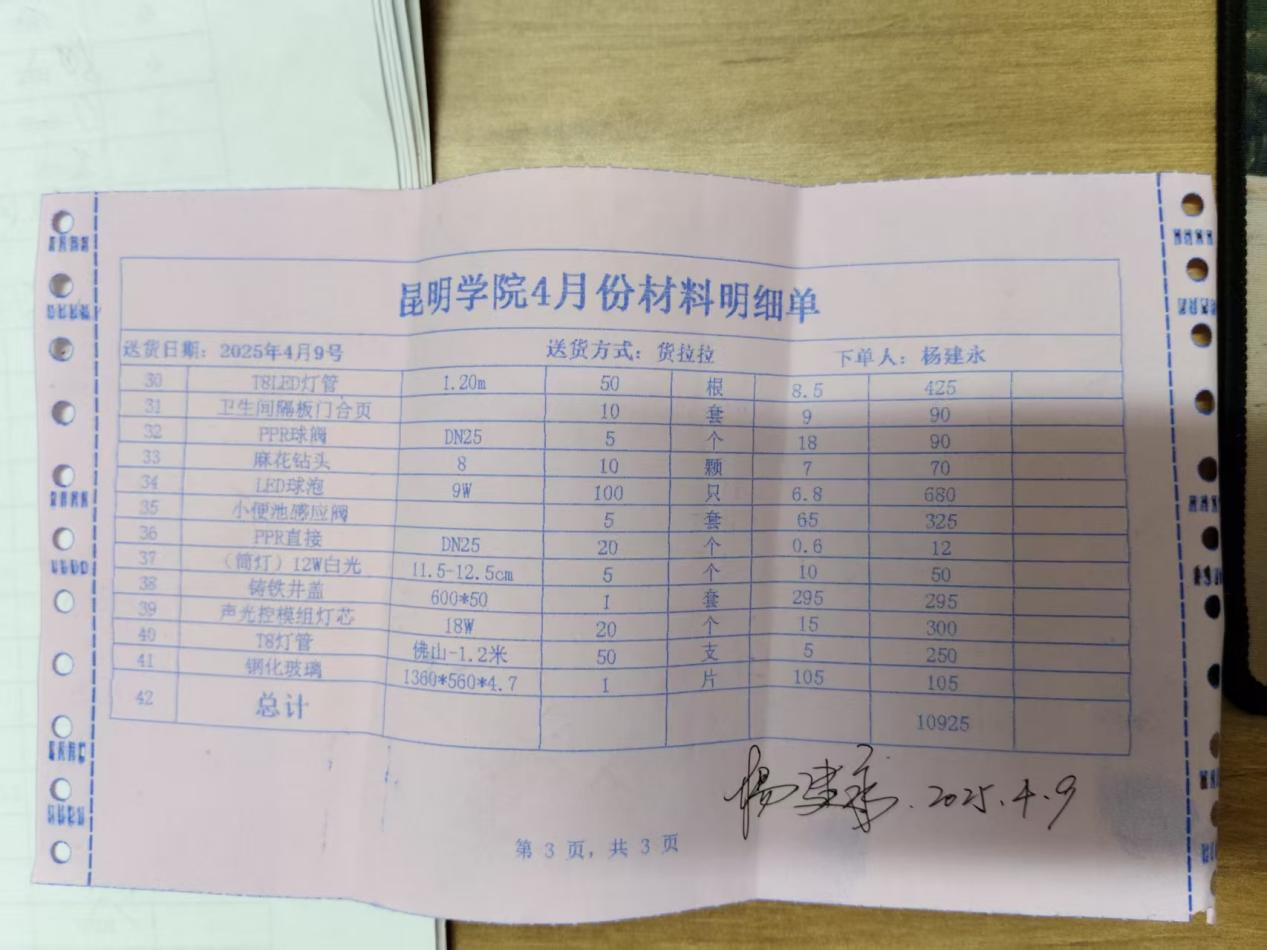 昆明学院4月份材料明细单
送货日期：2025年4月9号 送货方式：货拉拉 下单人：杨建永
30 T8LED灯管 1.20m 50 根 8.5 425
31 卫生间隔板门合页 10 套 9 90
32 PPR球阀 DN25 5 个 18 90
33 麻花钻头 8 10 颗 7 70
34 LED球泡 9W 100 只 6.8 680
35 小便池感应阀 5 套 65 325
36 PPR直接 DN25 20 个 0.6 12
37 （筒灯）12W白光 11.5-12.5cm 5 个 10 50
38 铸铁井盖 600*50 1 套 295 295
39 声光控模组灯芯 18W 20 个 15 300
40 T8灯管 佛山-1.2米 50 支 5 250
41 钢化玻璃 1360*560*4.7 1 片 105 105
42 总计 10925
杨建永．2025.4.9
第 3 页，共 3 页